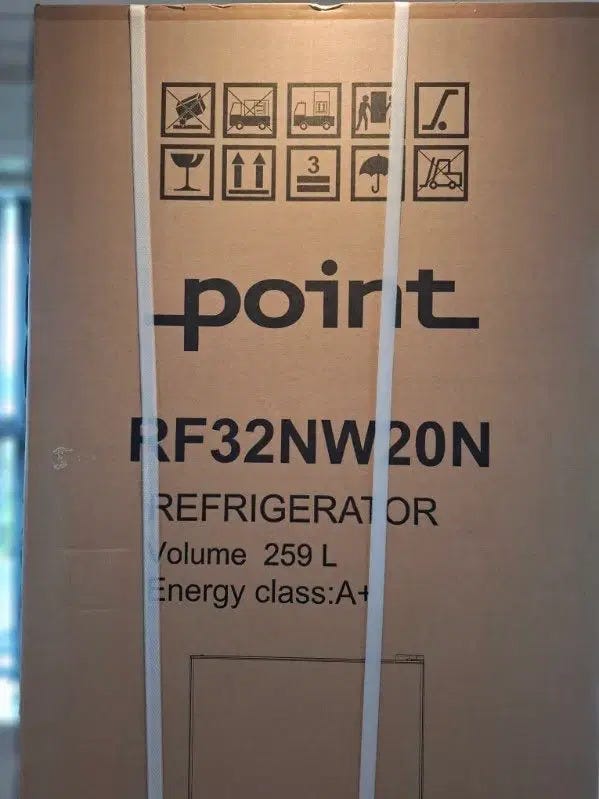 3
point
RF32NW20N
REFRIGERATOR
Volume 259 L
Energy class:A+